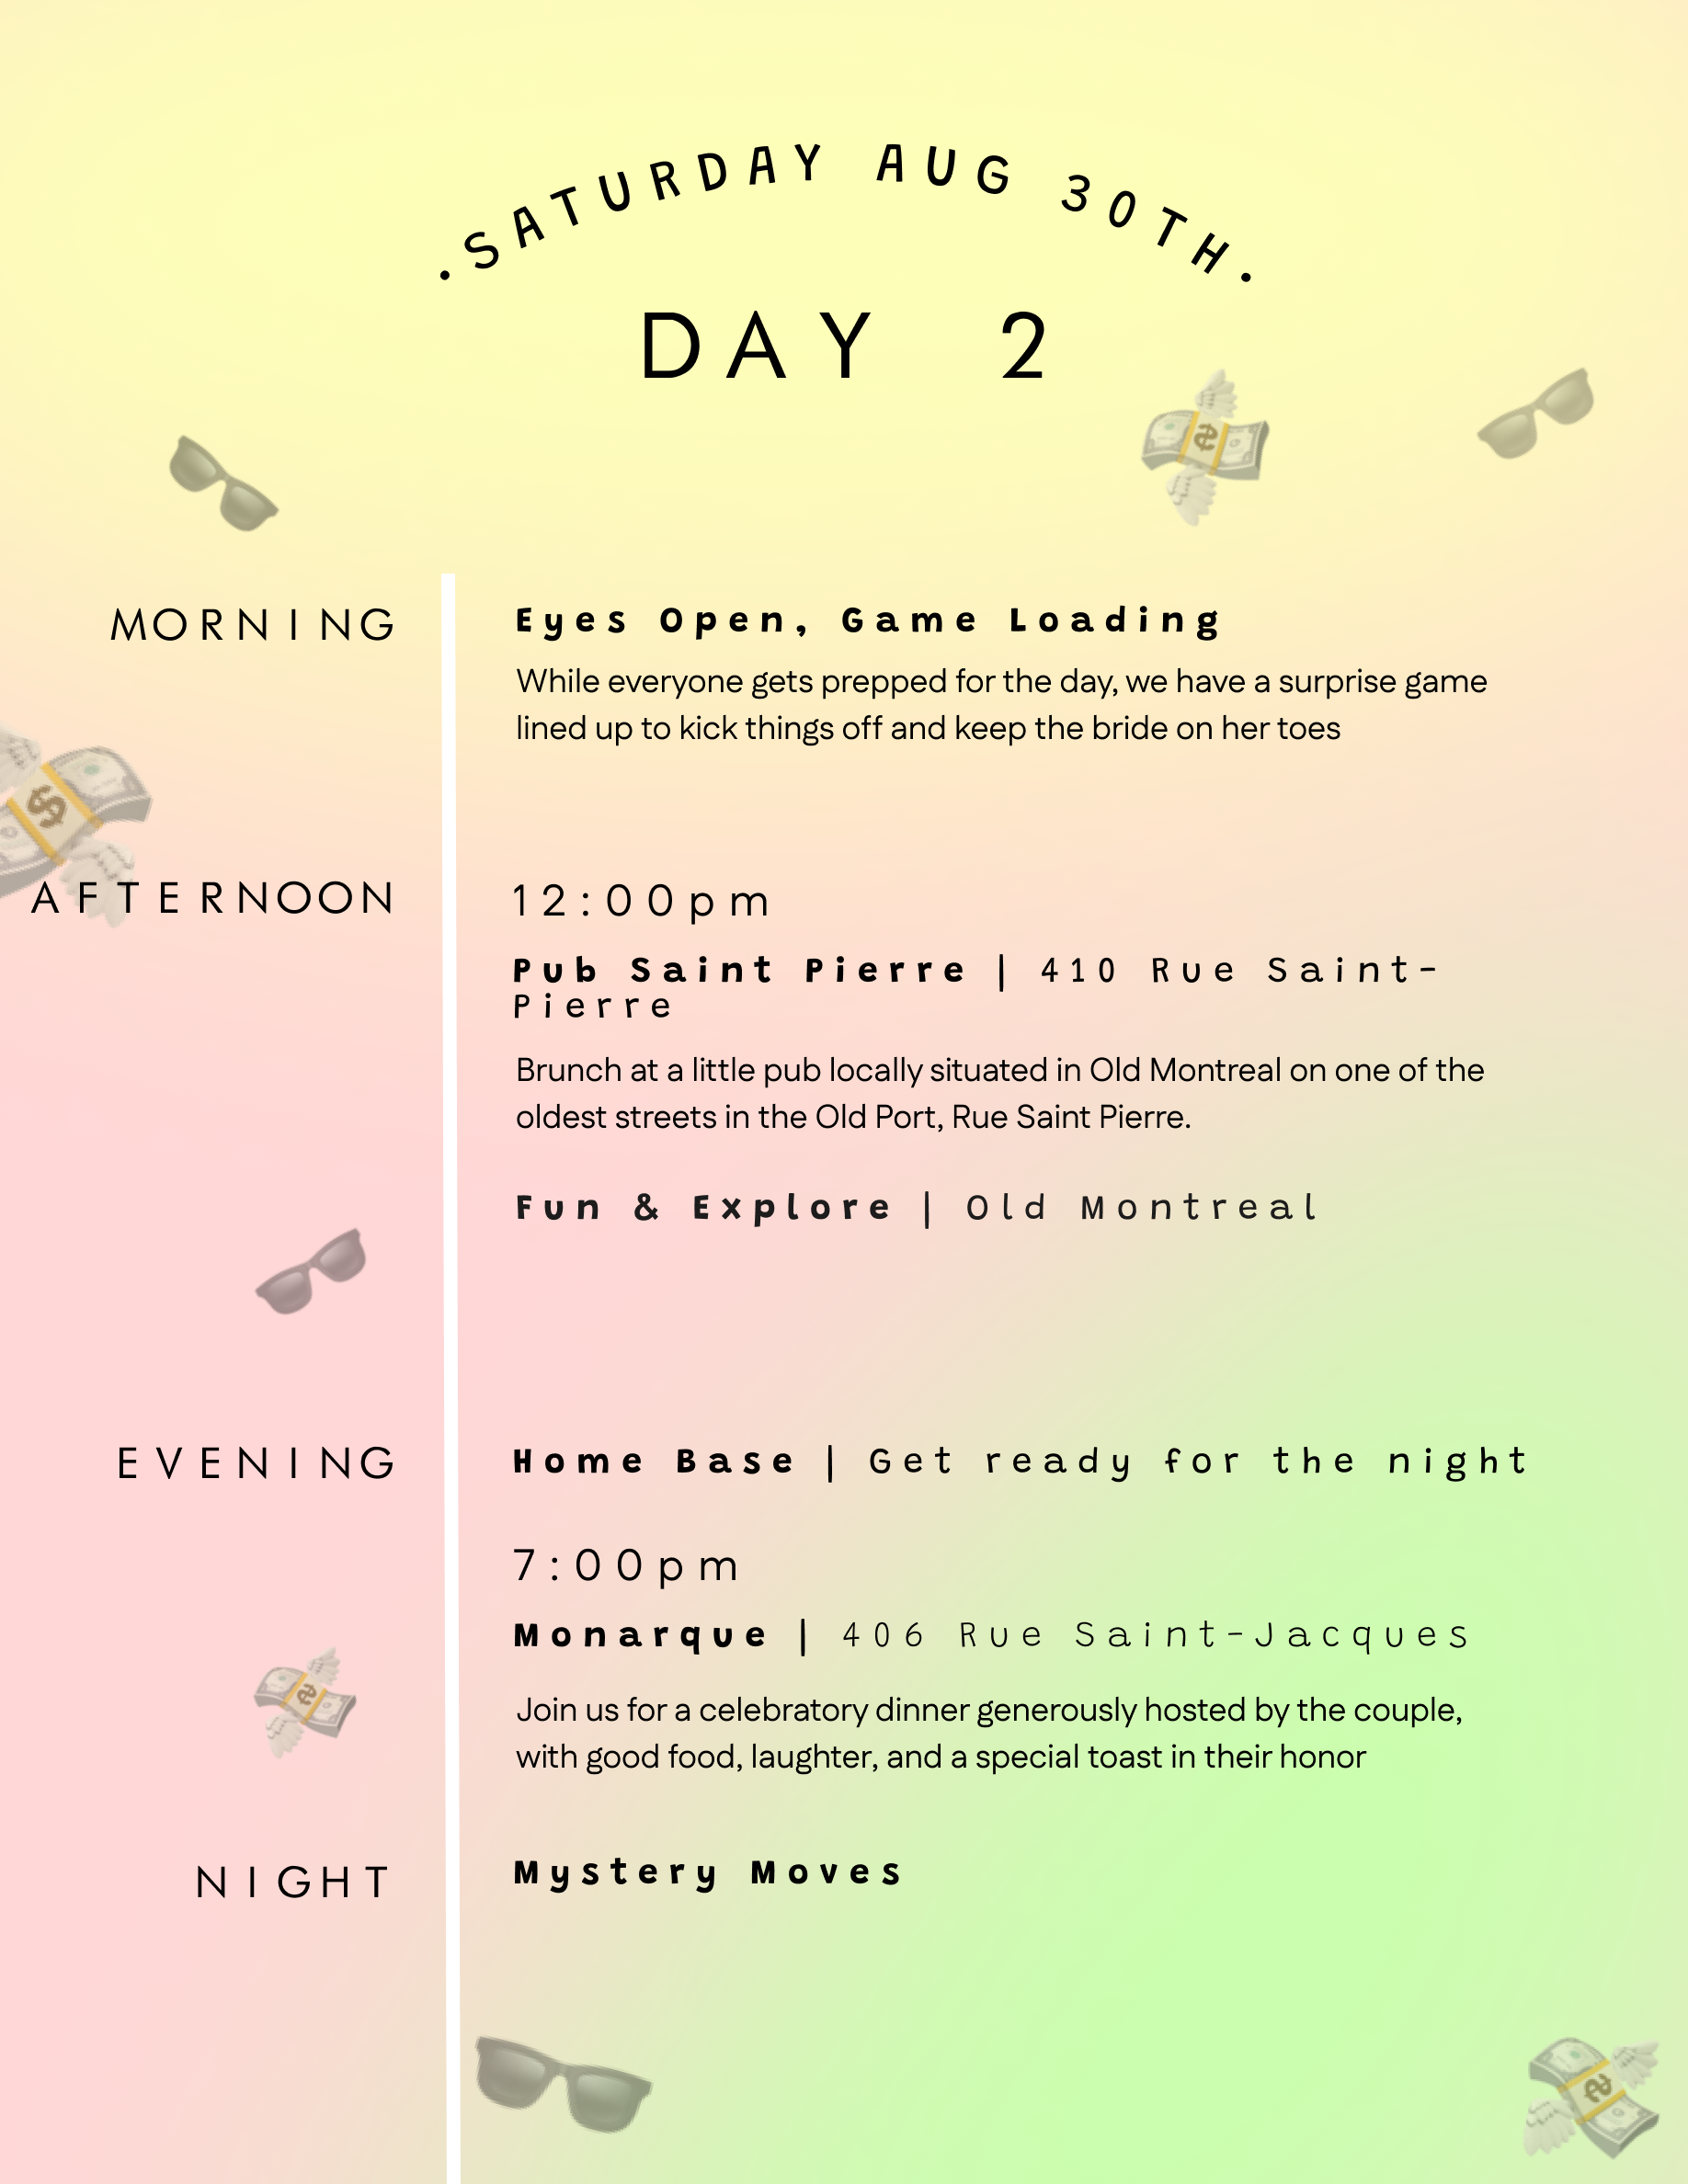 .SATURDAY AUG 30TH.
DAY 2
MORNING
Eyes Open, Game Loading
While everyone gets prepped for the day, we have a surprise game
lined up to kick things off and keep the bride on her toes
AFTERNOON
12:00pm
Pub Saint Pierre | 410 Rue Saint-
Pierre
Brunch at a little pub locally situated in Old Montreal on one of the
oldest streets in the Old Port, Rue Saint Pierre.
Fun & Explore | Old Montreal
EVENING
Home Base | Get ready for the night
7:00pm
Monarque | 406 Rue Saint-Jacques
Join us for a celebratory dinner generously hosted by the couple,
with good food, laughter, and a special toast in their honor
NIGHT
Mystery Moves